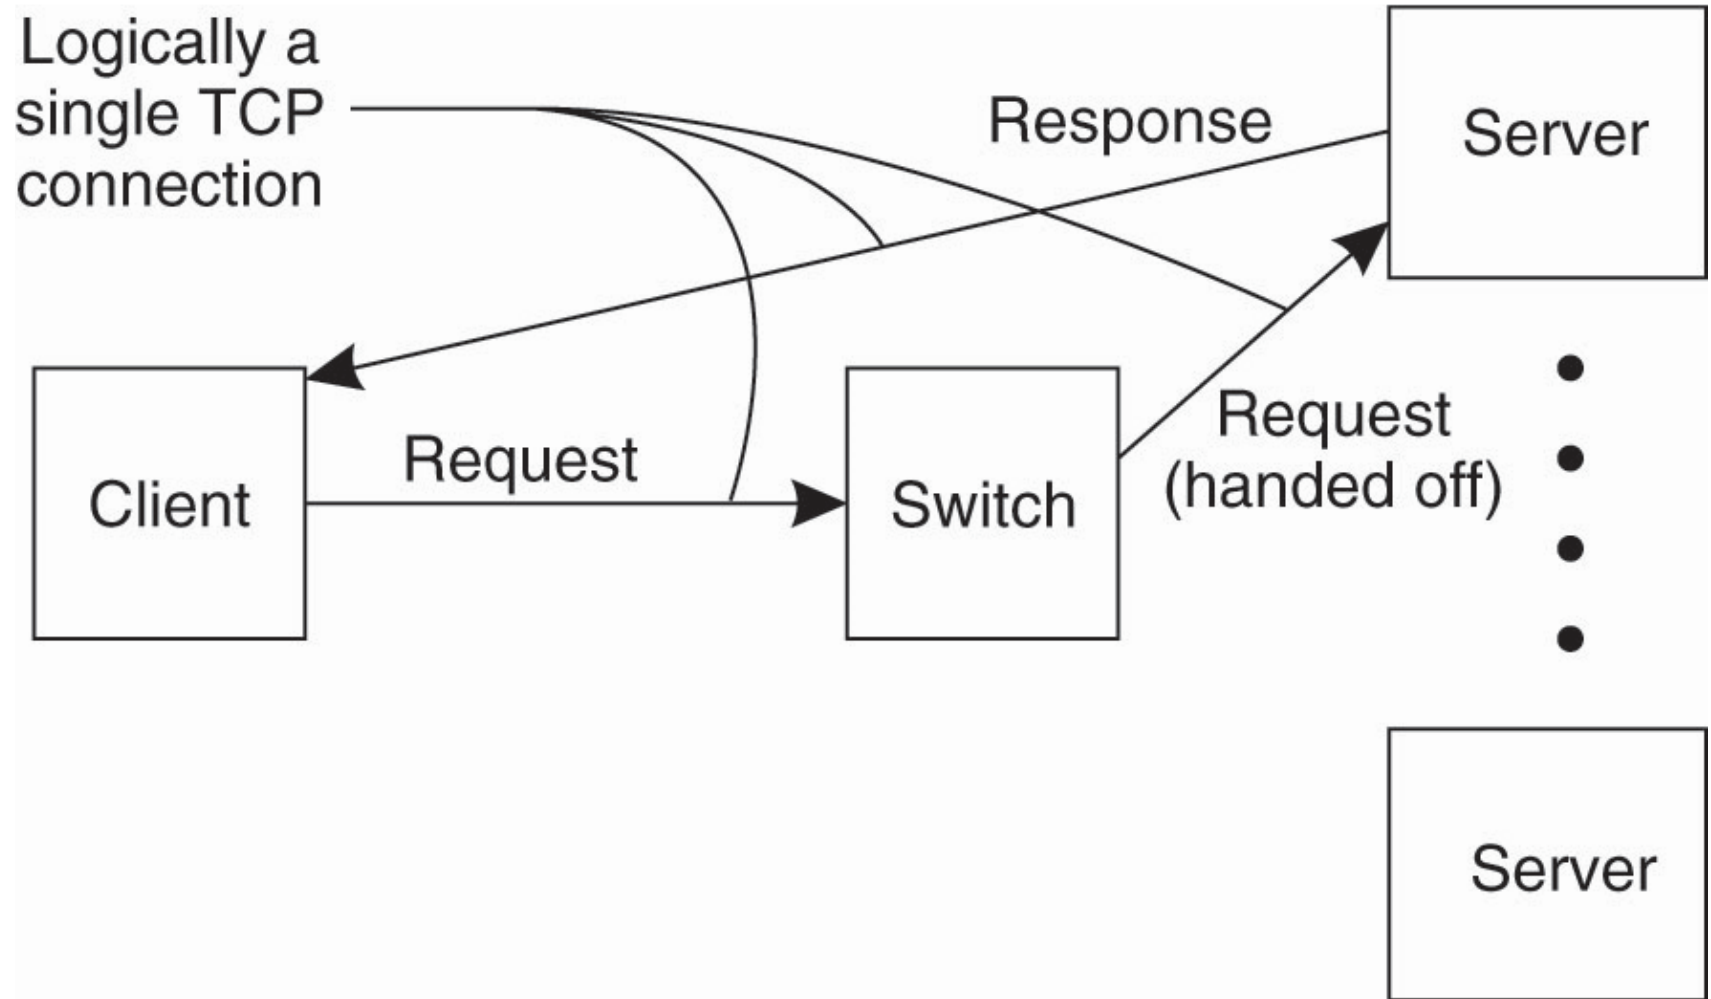 Logically a
single TCP
connection
Response
Server
Client
Request
Switch
Request
(handed off)
Server